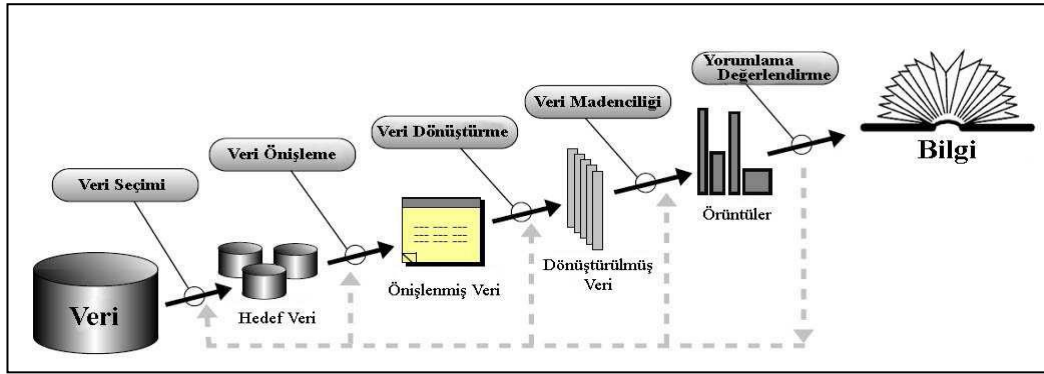 Yorumlama
Değerlendirme
Veri Madenciliği
Veri Dönüştürme
Veri Önişleme
Veri Seçimi
Veri
Hedef Veri
Önişlenmiş Veri
Dönüştürülmüş
Veri
Örüntüler
Bilgi